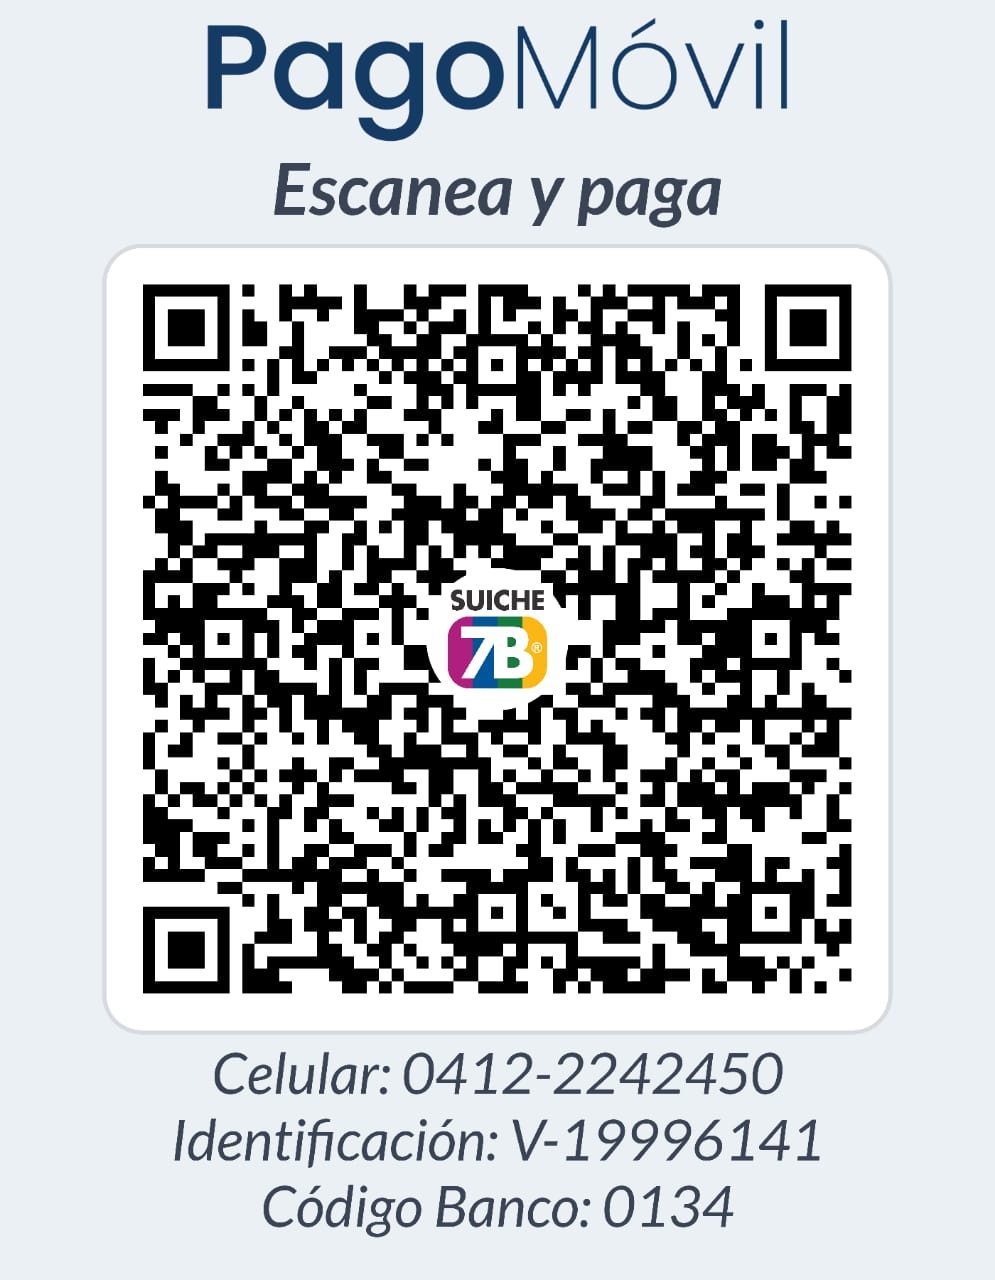 PagoMóvil
Escanea y paga
SUICHE
7B®
Celular: 0412-2242450
Identificación: V-19996141
Código Banco: 0134